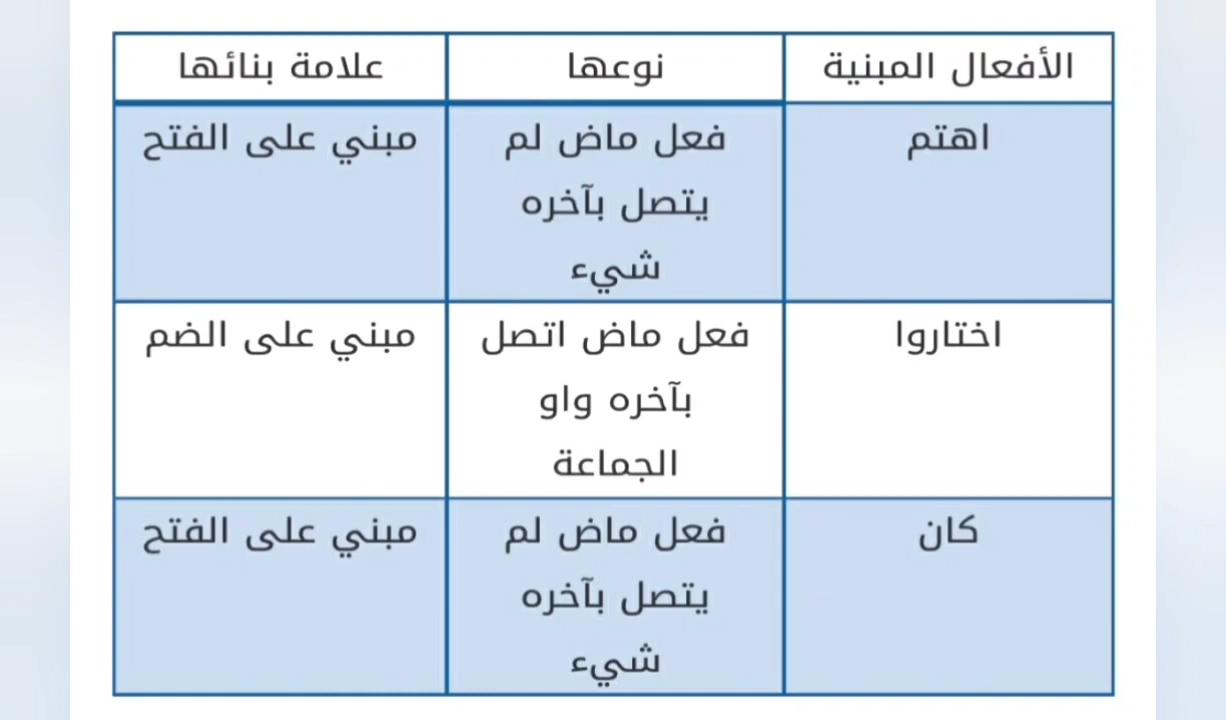 الأفعال المبنية
نوعها
علامة بنائها
اهتم
فعل ماض لم
يتصل بآخره
شيء
مبني على الفتح
اختاروا
فعل ماض اتصل
بآخره واو
الجماعة
مبني على الضم
كان
فعل ماض لم
يتصل بآخره
شيء
مبني على الفتح